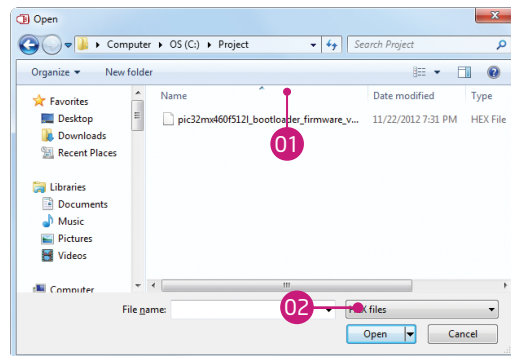 Open
Computer ▸ OS (C:) ▸ Project
Search Project
Organize New folder
Name Date modified Type
Favorites
Desktop
Downloads
Recent Places
Libraries
Documents
Music
Pictures
Videos
Computer
pic32mx460f512l_bootloader_firmware_v... 11/22/2012 7:31 PM HEX File
01
File name:
02
files
Open Cancel